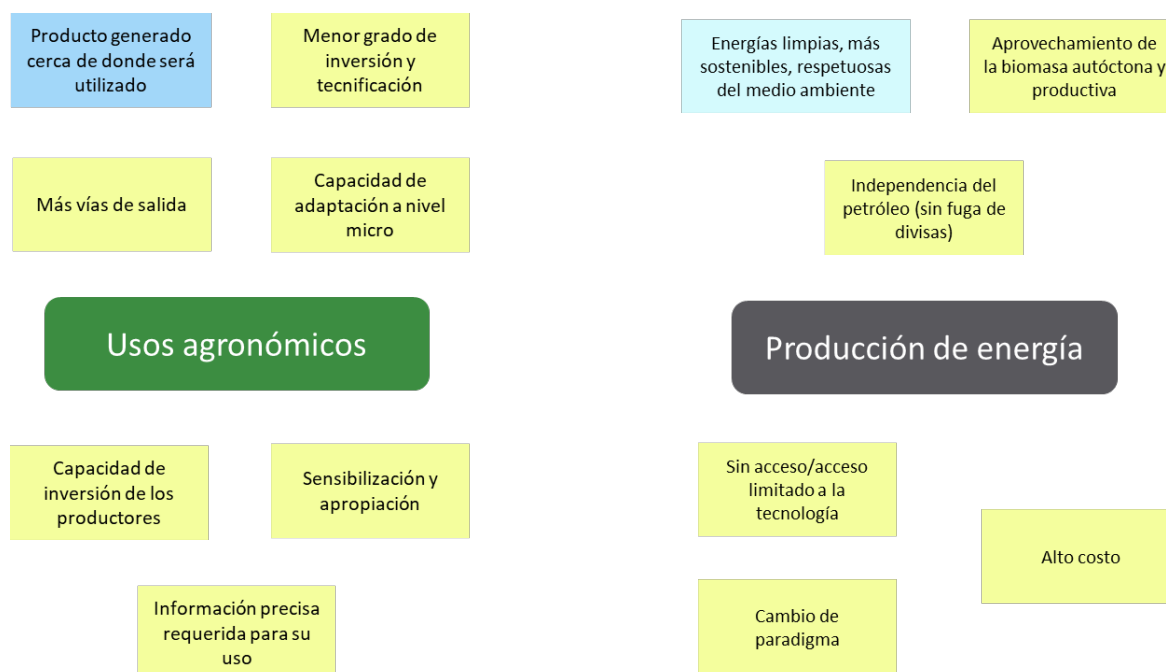 Producto generado
cerca de donde será
utilizado
Menor grado de
inversión y
tecnificación
Más vías de salida
Capacidad de
adaptación a nivel
micro
Usos agronómicos
Capacidad de
inversión de los
productores
Sensibilización y
apropiación
Información precisa
requerida para su
uso
Energías limpias, más
sostenibles, respetuosas
del medio ambiente
Aprovechamiento de
la biomasa autóctona y
productiva
Independencia del
petróleo (sin fuga de
divisas)
Producción de energía
Sin acceso/acceso
limitado a la
tecnología
Alto costo
Cambio de
paradigma